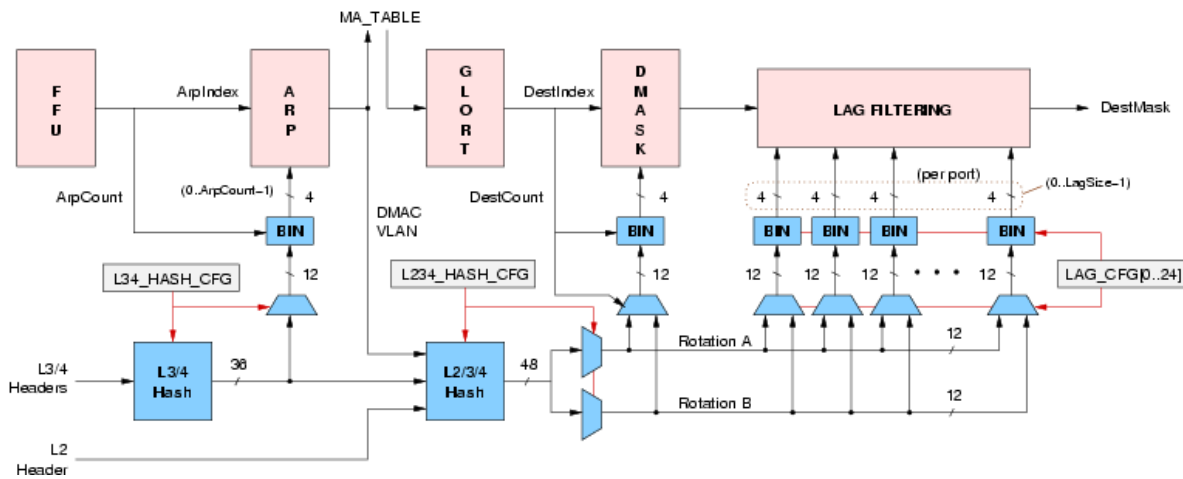 MA_TABLE
FFU
ArpIndex
ARP
GLORT
DestIndex
DMASK
LAG FILTERING
DestMask
ArpCount
(0..ArpCount-1)
4
BIN
12
DMAC
VLAN
DestCount
4
BIN
12
(per port)
(0..LagSize-1)
4 4 4 4
BIN BIN BIN BIN
12 12 12 12
L34_HASH_CFG
L234_HASH_CFG
LAG_CFG[0..24]
L3/4
Headers
L3/4
Hash
36
L2/3/4
Hash
48
Rotation A
12
Rotation B
12
L2
Header